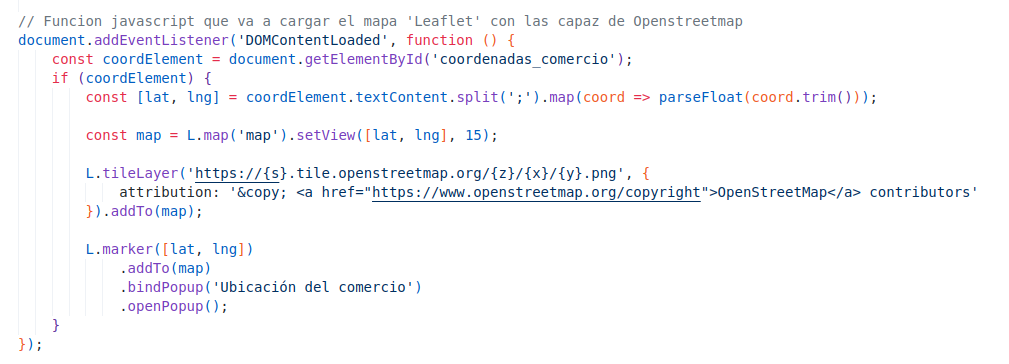 // Funcion javascript que va a cargar el mapa 'Leaflet' con las capaz de Openstreetmap
document.addEventListener('DOMContentLoaded', function () {
    const coordElement = document.getElementById('coordenadas_comercio');
    if (coordElement) {
        const [lat, lng] = coordElement.textContent.split(';').map(coord => parseFloat(coord.trim()));

        const map = L.map('map').setView([lat, lng], 15);

        L.tileLayer('https://{s}.tile.openstreetmap.org/{z}/{x}/{y}.png', {
            attribution: '&copy; <a href="https://www.openstreetmap.org/copyright">OpenStreetMap</a> contributors'
        }).addTo(map);

        L.marker([lat, lng])
            .addTo(map)
            .bindPopup('Ubicación del comercio')
            .openPopup();
    }
});